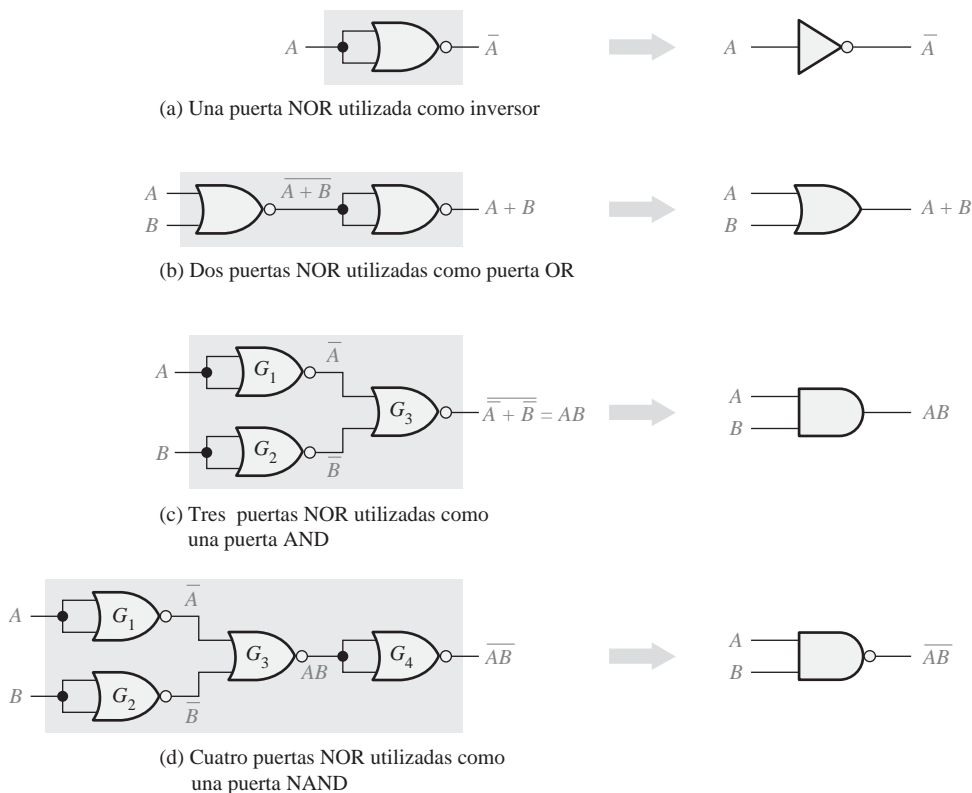 A A̅ A A̅
(a) Una puerta NOR utilizada como inversor
A A̅ ̅+̅ ̅B̅ A
B A + B B A + B
(b) Dos puertas NOR utilizadas como puerta OR
A G₁ A̅ A
G₃ A̿ ̅+̅ ̅B̿ = AB AB
B G₂ B̅ B
(c) Tres puertas NOR utilizadas como
una puerta AND
A G₁ A̅ A
G₃ AB G₄ A̅B̅ A̅B̅
B G₂ B̅ B
(d) Cuatro puertas NOR utilizadas como
una puerta NAND